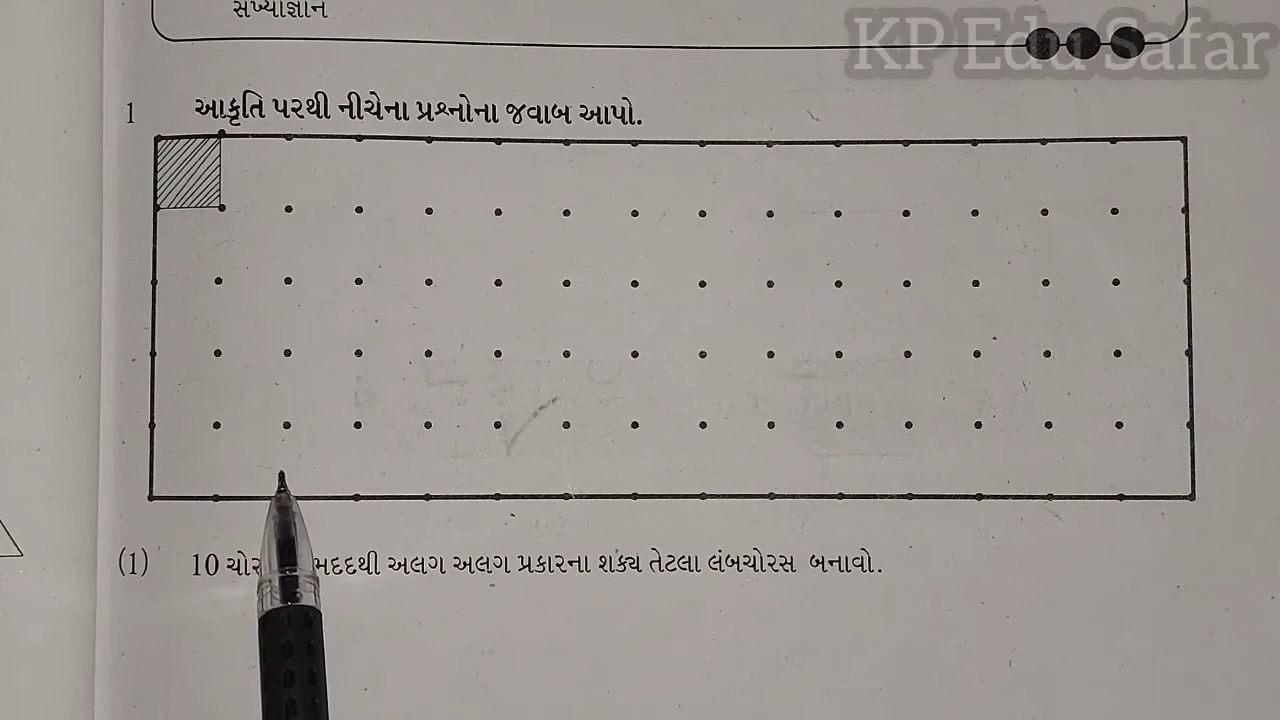 સંખ્યાજ્ઞાન
KP Edu Safar
1 આકૃતિ પરથી નીચેના પ્રશ્નોના જવાબ આપો.
(1) 10 મદદથી અલગ અલગ પ્રકારના શક્ય તેટલા લંબચોરસ બનાવો.